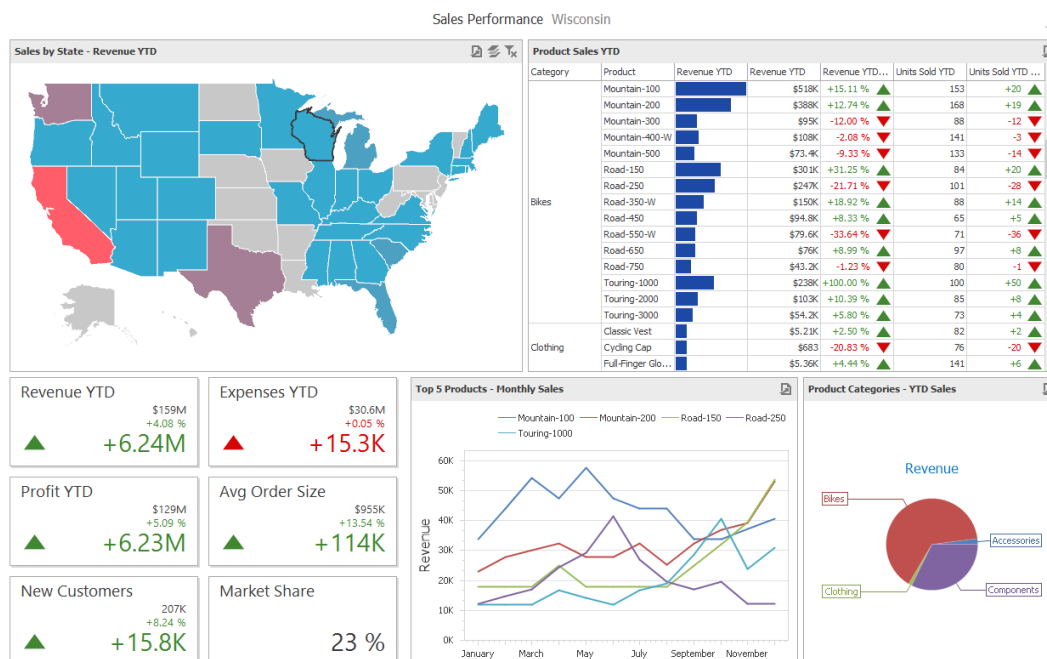 Sales Performance Wisconsin
Sales by State - Revenue YTD
Product Sales YTD
Category Product Revenue YTD Revenue YTD Revenue YTD... Units Sold YTD Units Sold YTD ...
Bikes
Mountain-100 $518K +15.11 % 153 +20
Mountain-200 $388K +12.74 % 168 +19
Mountain-300 $95K -12.00 % 88 -12
Mountain-400-W $108K -2.08 % 141 -3
Mountain-500 $73.4K -9.33 % 133 -14
Road-150 $301K +31.25 % 84 +20
Road-250 $247K -21.71 % 101 -28
Road-350-W $150K +18.92 % 88 +14
Road-450 $94.8K +8.33 % 65 +5
Road-550-W $79.6K -33.64 % 71 -36
Road-650 $76K +8.99 % 97 +8
Road-750 $43.2K -1.23 % 80 -1
Touring-1000 $238K +100.00 % 100 +50
Touring-2000 $103K +10.39 % 85 +8
Touring-3000 $54.2K +5.80 % 73 +4
Clothing
Classic Vest $5.21K +2.50 % 82 +2
Cycling Cap $683 -20.83 % 76 -20
Full-Finger Glo... $5.36K +4.44 % 141 +6
Revenue YTD
$159M
+4.08 %
+6.24M
Expenses YTD
$30.6M
+0.05 %
+15.3K
Profit YTD
$129M
+5.09 %
+6.23M
Avg Order Size
$955K
+13.54 %
+114K
New Customers
207K
+8.24 %
+15.8K
Market Share
23 %
Top 5 Products - Monthly Sales
Mountain-100 Mountain-200 Road-150 Road-250
Touring-1000
60K
50K
40K
30K
20K
10K
0K
Revenue
January March May July September November
Product Categories - YTD Sales
Revenue
Bikes
Accessories
Clothing
Components